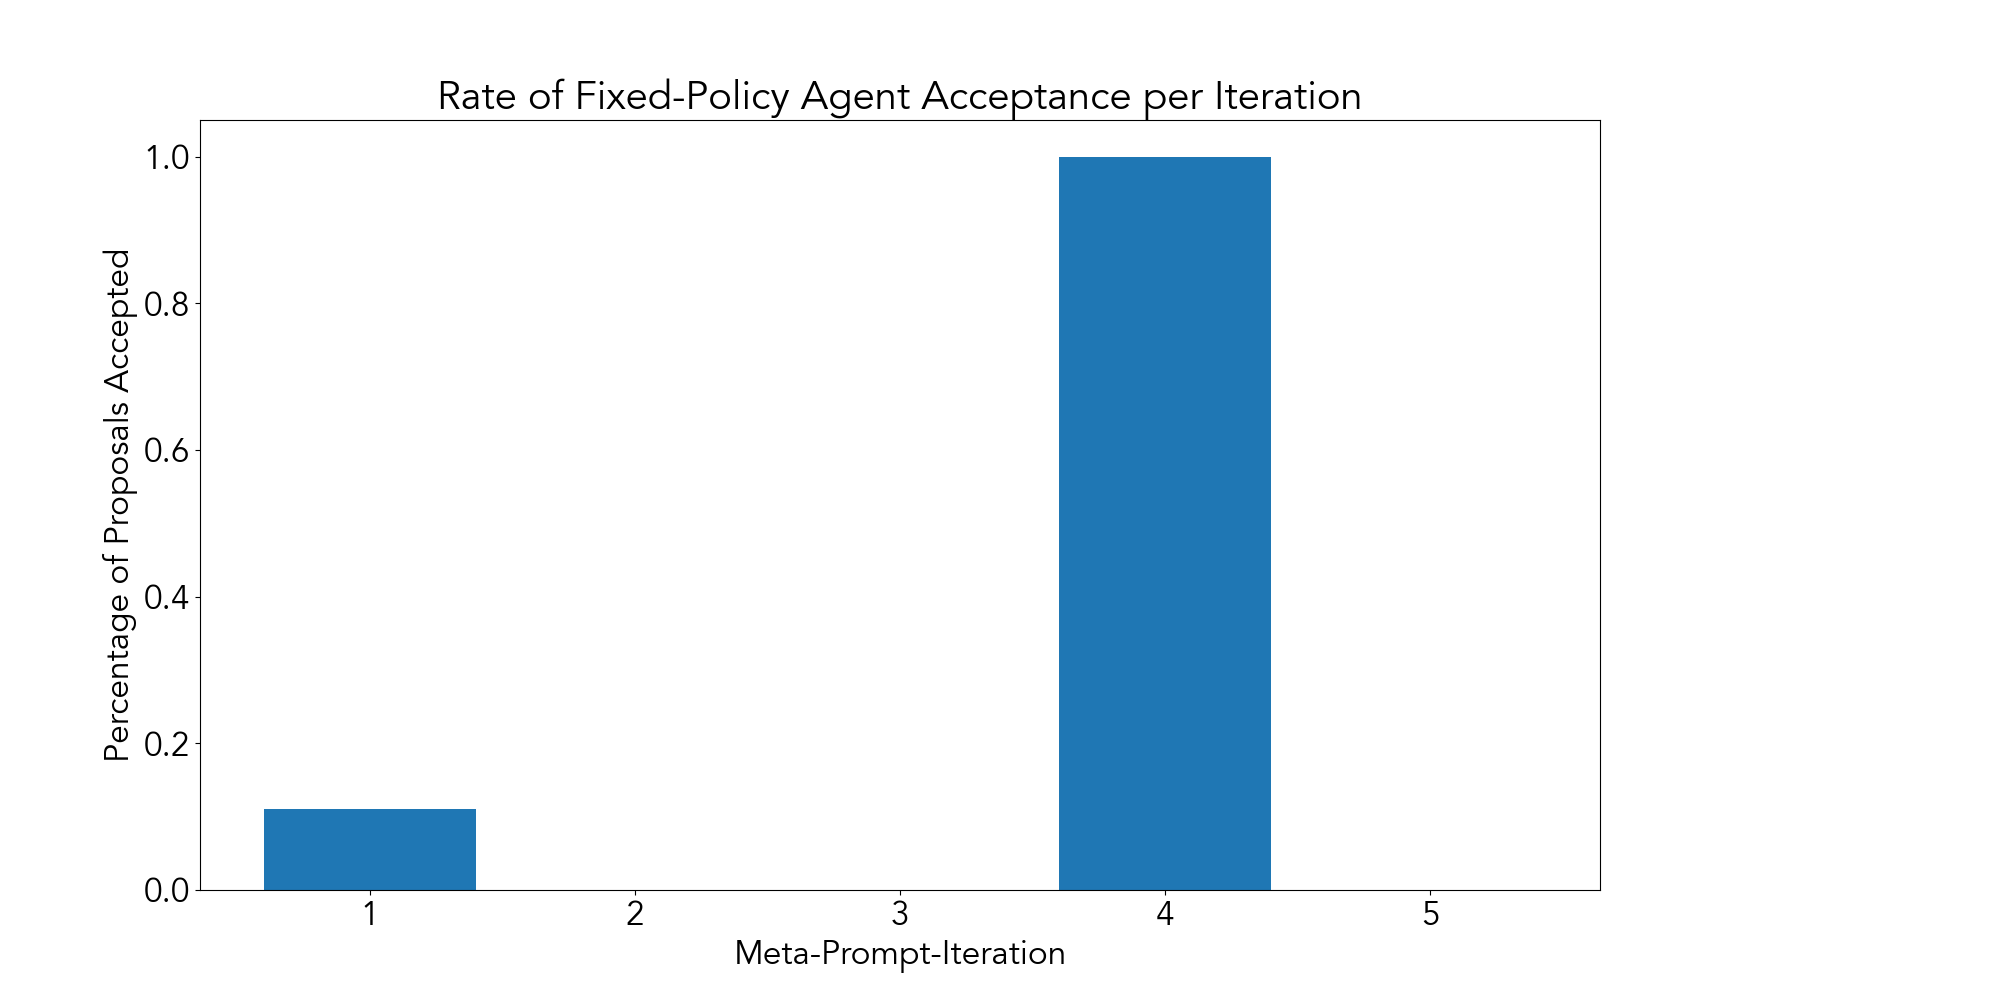 Rate of Fixed-Policy Agent Acceptance per Iteration
Percentage of Proposals Accepted
1.0
0.8
0.6
0.4
0.2
0.0
1 2 3 4 5
Meta-Prompt-Iteration